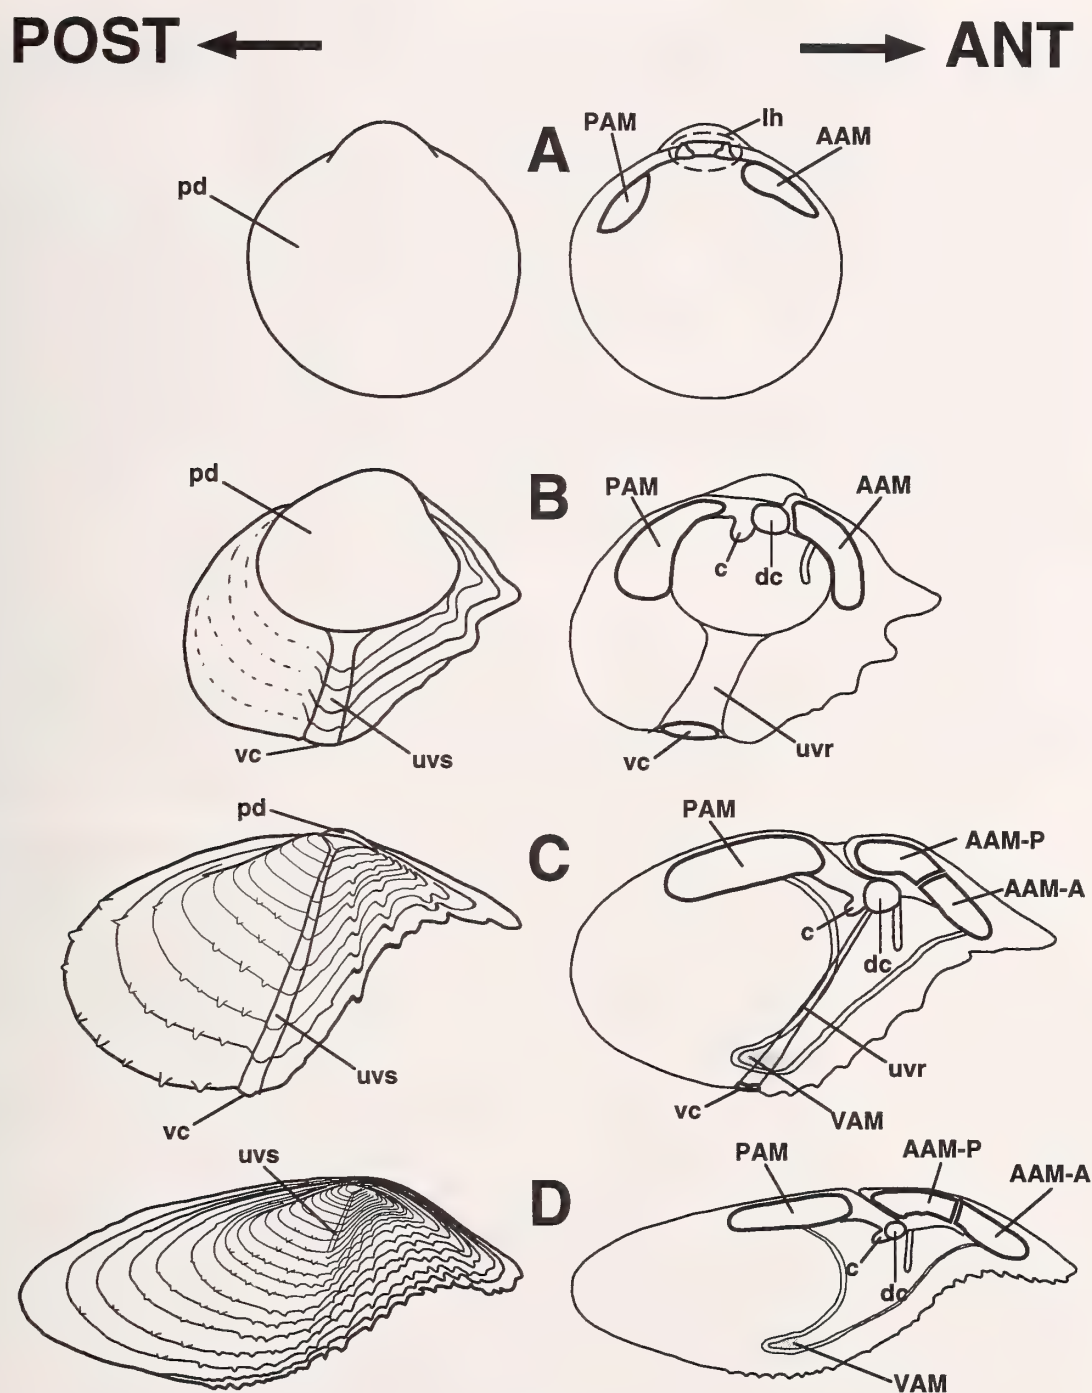 POST ANT
A
PAM
lh
AAM
pd
B
pd
PAM
AAM
c
dc
vc
uvs
vc
uvr
C
pd
PAM
AAM-P
AAM-A
c
dc
uvs
uvr
vc
vc
VAM
D
uvs
PAM
AAM-P
AAM-A
c
dc
VAM